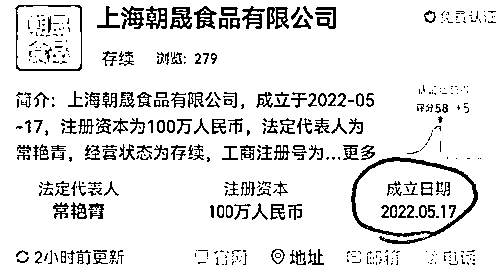 朝晟
食品
上海朝晟食品有限公司
免费认证
存续 浏览: 279
简介：上海朝晟食品有限公司，成立于2022-05
-17，注册资本为100万人民币，法定代表人为
常艳青，经营状态为存续，工商注册号为...更多
评分58 +5
法定代表人 注册资本 成立日期
常艳青 100万人民币 2022.05.17
2小时前更新 官网 地址 邮箱 电话